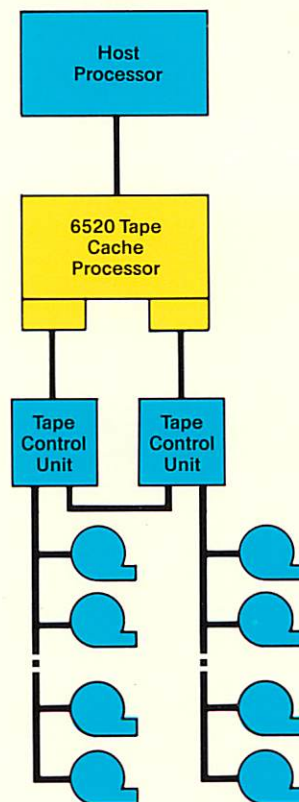 Host
Processor
6520 Tape
Cache
Processor
Tape
Control
Unit
Tape
Control
Unit